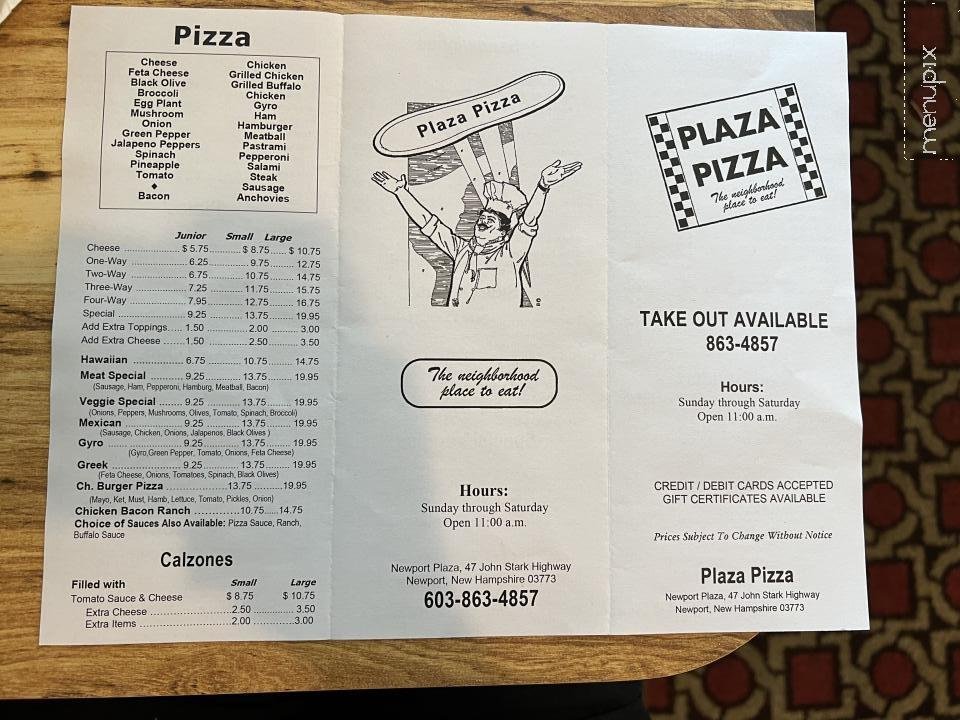 Pizza
Cheese
Feta Cheese
Black Olive
Broccoli
Egg Plant
Mushroom
Onion
Green Pepper
Jalapeno Peppers
Spinach
Pineapple
Tomato
♦
Bacon
Chicken
Grilled Chicken
Grilled Buffalo
Chicken
Gyro
Ham
Hamburger
Meatball
Pastrami
Pepperoni
Salami
Steak
Sausage
Anchovies
Junior Small Large
Cheese .................. $ 5.75........... $ 8.75..... $ 10.75
One-Way .................. 6.25 ............. 9.75......... 12.75
Two-Way .................. 6.75 ............ 10.75 ........ 14.75
Three-Way ............... 7.25 ............ 11.75 ........ 15.75
Four-Way ................. 7.95 ............ 12.75 ........ 16.75
Special ..................... 9.25 ............ 13.75 ........ 19.95
Add Extra Toppings..... 1.50 ............ 2.00 ......... 3.00
Add Extra Cheese .......1.50 ............ 2.50 ......... 3.50
Hawaiian .................. 6.75 ............ 10.75........ 14.75
Meat Special ............ 9.25 ............ 13.75 ........ 19.95
(Sausage, Ham, Pepperoni, Hamburg, Meatball, Bacon)
Veggie Special ......... 9.25 ............ 13.75 ........ 19.95
(Onions, Peppers, Mushrooms, Olives, Tomato, Spinach, Broccoli)
Mexican .................... 9.25 ............ 13.75 ........ 19.95
(Sausage, Chicken, Onions, Jalapenos, Black Olives )
Gyro ......................... 9.25............ 13.75 ........ 19.95
(Gyro,Green Pepper, Tomato, Onions, Feta Cheese)
Greek ....................... 9.25............ 13.75 ........ 19.95
(Feta Cheese, Onions, Tomatoes, Spinach, Black Olives)
Ch. Burger Pizza ...................13.75 .........19.95
(Mayo, Ket, Must, Hamb, Lettuce, Tomato, Pickles, Onion)
Chicken Bacon Ranch ..............10.75......14.75
Choice of Sauces Also Available: Pizza Sauce, Ranch,
Buffalo Sauce
Calzones
Filled with Small Large
Tomato Sauce & Cheese $ 8.75 $ 10.75
Extra Cheese ..................... 2.50 .............. 3.50
Extra Items ........................2.00 ..............3.00
Plaza Pizza
The neighborhood
place to eat!
Hours:
Sunday through Saturday
Open 11:00 a.m.
Newport Plaza, 47 John Stark Highway
Newport, New Hampshire 03773
603-863-4857
PLAZA
PIZZA
The neighborhood
place to eat!
TAKE OUT AVAILABLE
863-4857
Hours:
Sunday through Saturday
Open 11:00 a.m.
CREDIT / DEBIT CARDS ACCEPTED
GIFT CERTIFICATES AVAILABLE
Prices Subject To Change Without Notice
Plaza Pizza
Newport Plaza, 47 John Stark Highway
Newport, New Hampshire 03773
menupix